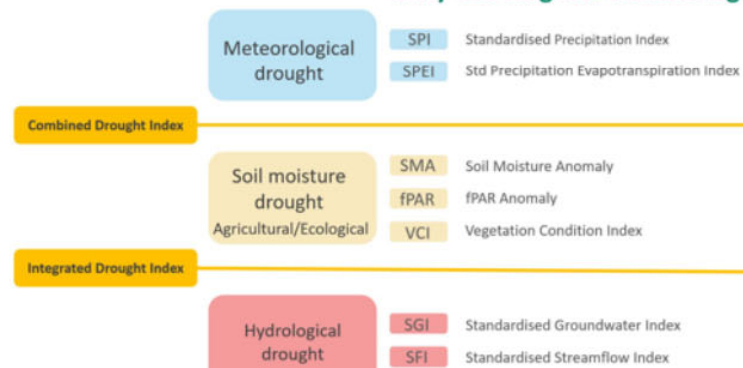 Meteorological
drought
SPI Standardised Precipitation Index
SPEI Std Precipitation Evapotranspiration Index
Combined Drought Index
Soil moisture
drought
Agricultural/Ecological
SMA Soil Moisture Anomaly
fPAR fPAR Anomaly
VCI Vegetation Condition Index
Integrated Drought Index
Hydrological
drought
SGI Standardised Groundwater Index
SFI Standardised Streamflow Index